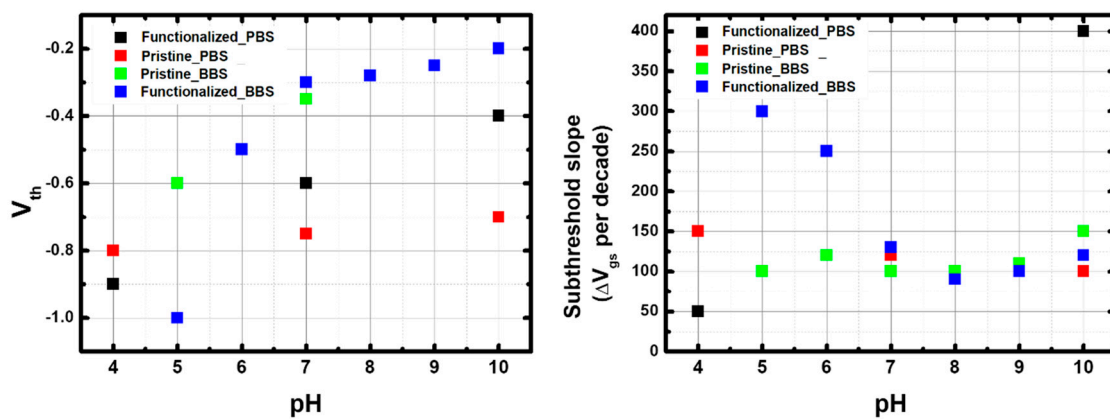 Functionalized_PBS
Pristine_PBS
Pristine_BBS
Functionalized_BBS
-0.2
-0.4
-0.6
-0.8
-1.0
V_th
4 5 6 7 8 9 10
pH
Functionalized_PBS
Pristine_PBS
Pristine_BBS
Functionalized_BBS
400
350
300
250
200
150
100
50
0
Subthreshold slope
(ΔV_gs per decade)
4 5 6 7 8 9 10
pH